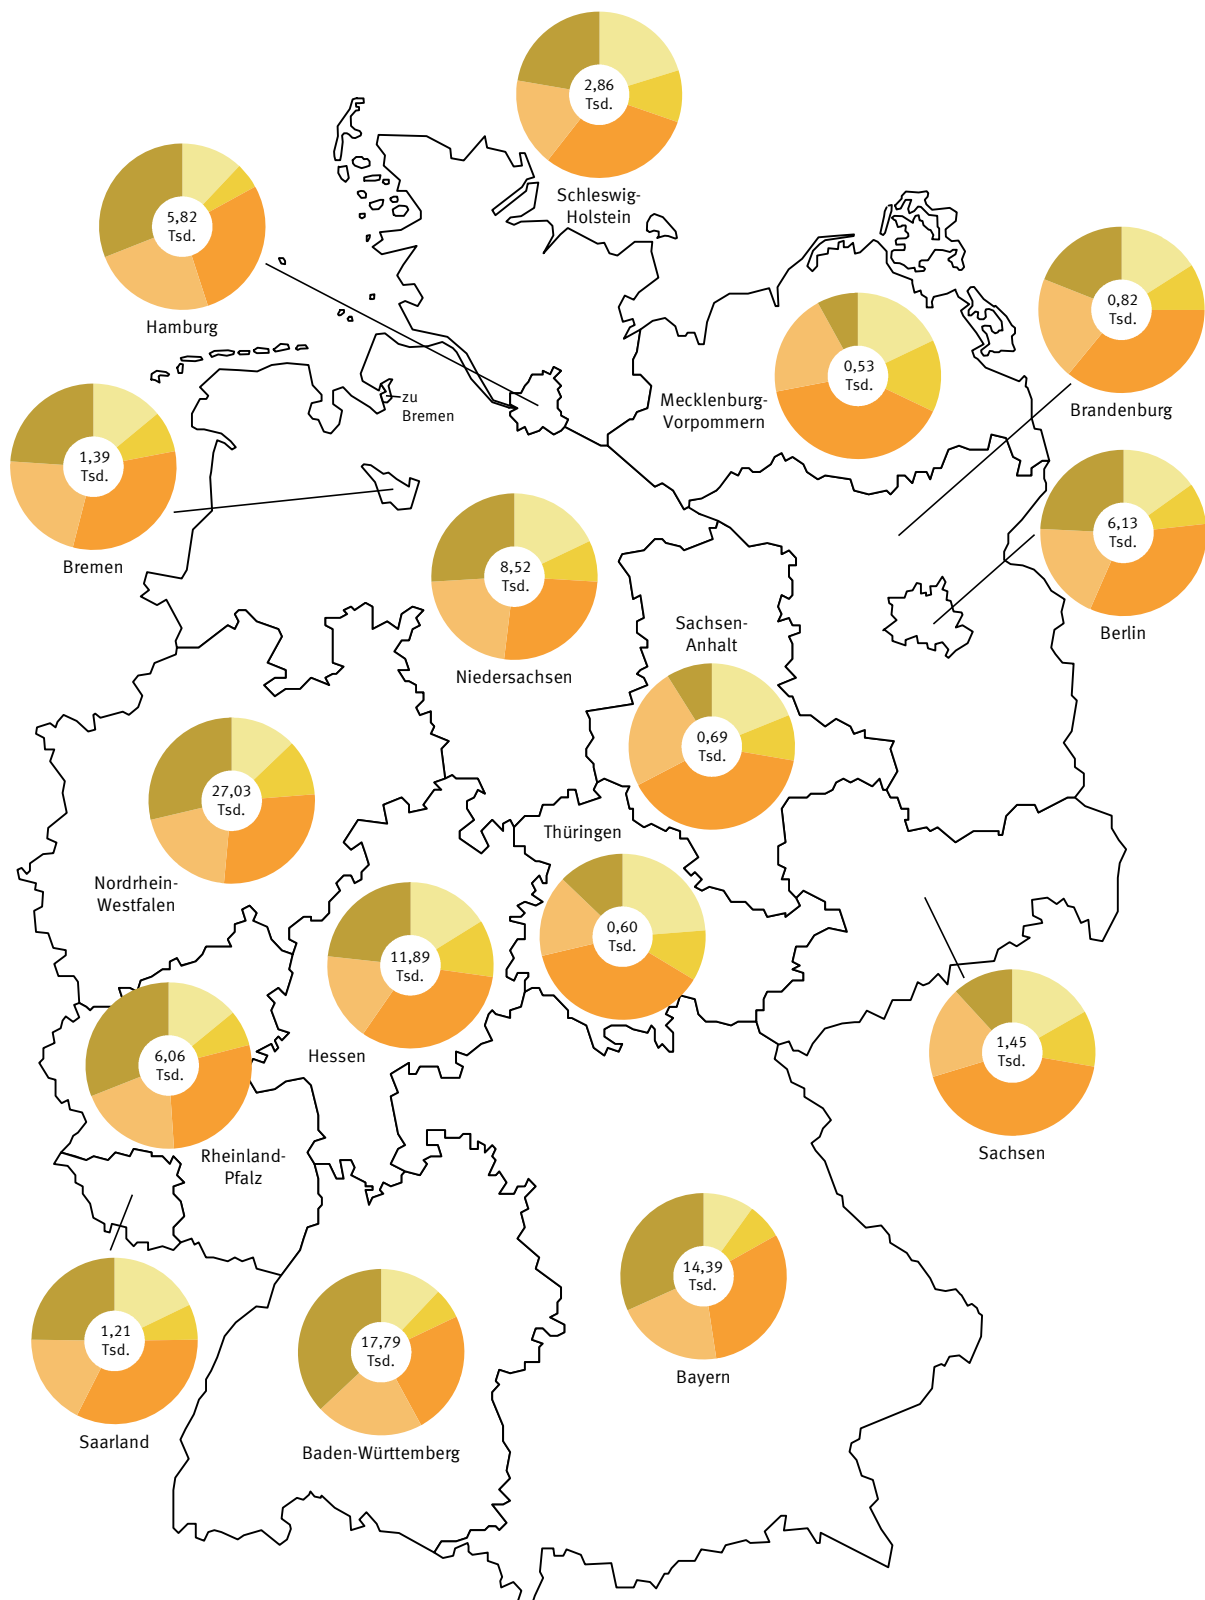 2,86
Tsd.
Schleswig-
Holstein
5,82
Tsd.
Hamburg
0,82
Tsd.
Brandenburg
0,53
Tsd.
Mecklenburg-
Vorpommern
zu
Bremen
1,39
Tsd.
Bremen
6,13
Tsd.
Berlin
8,52
Tsd.
Niedersachsen
Sachsen-
Anhalt
0,69
Tsd.
27,03
Tsd.
Nordrhein-
Westfalen
Thüringen
0,60
Tsd.
11,89
Tsd.
Hessen
6,06
Tsd.
Rheinland-
Pfalz
1,45
Tsd.
Sachsen
14,39
Tsd.
Bayern
1,21
Tsd.
Saarland
17,79
Tsd.
Baden-Württemberg